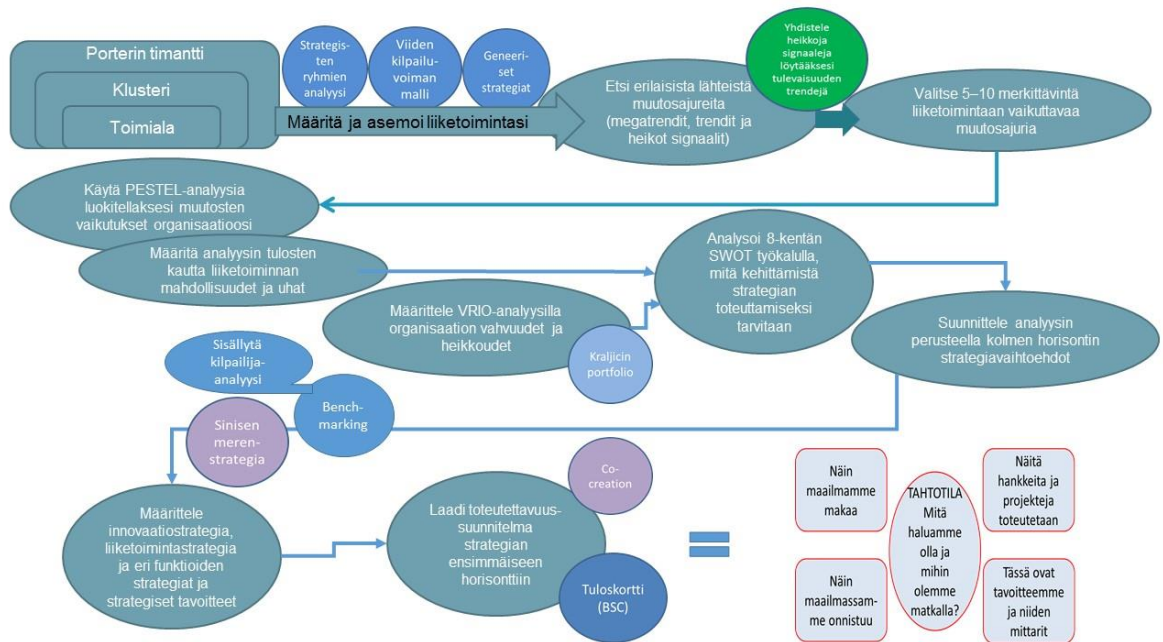 Porterin timantti
Klusteri
Toimiala
Strategis-
ten
ryhmien
analyysi
Viiden
kilpailu-
voiman
malli
Geneeri-
set
strategiat
Määritä ja asemoi liiketoimintasi
Etsi erilaisista lähteistä
muutosajureita
(megatrendit, trendit ja
heikot signaalit)
Yhdistele
heikkoja
signaaleja
löytääksesi
tulevaisuuden
trendejä
Valitse 5–10 merkittävintä
liiketoimintaan vaikuttavaa
muutosajuria
Käytä PESTEL-analyysia
luokitellaksesi muutosten
vaikutukset organisaatioosi
Määritä analyysin tulosten
kautta liiketoiminnan
mahdollisuudet ja uhat
Määrittele VRIO-analyysilla
organisaation vahvuudet ja
heikkoudet
Kraljicin
portfolio
Analysoi 8-kentän
SWOT työkalulla,
mitä kehittämistä
strategian
toteuttamiseksi
tarvitaan
Suunnittele analyysin
perusteella kolmen horisontin
strategiavaihtoehdot
Sisällytä
kilpailija-
analyysi
Bench-
marking
Sinisen
meren-
strategia
Määrittele
innovaatiostrategia,
liiketoimintastrategia
ja eri funktioiden
strategiat ja
strategiset tavoitteet
Laadi toteutettavuus-
suunnitelma
strategian
ensimmäiseen
horisonttiin
Co-
creation
Tuloskortti
(BSC)
Näin
maailmamme
makaa
TAHTOTILA
Mitä
haluamme
olla ja
mihin
olemme
matkalla?
Näitä
hankkeita ja
projekteja
toteutetaan
Näin
maailmassam-
me onnistuu
Tässä ovat
tavoitteemme
ja niiden
mittarit